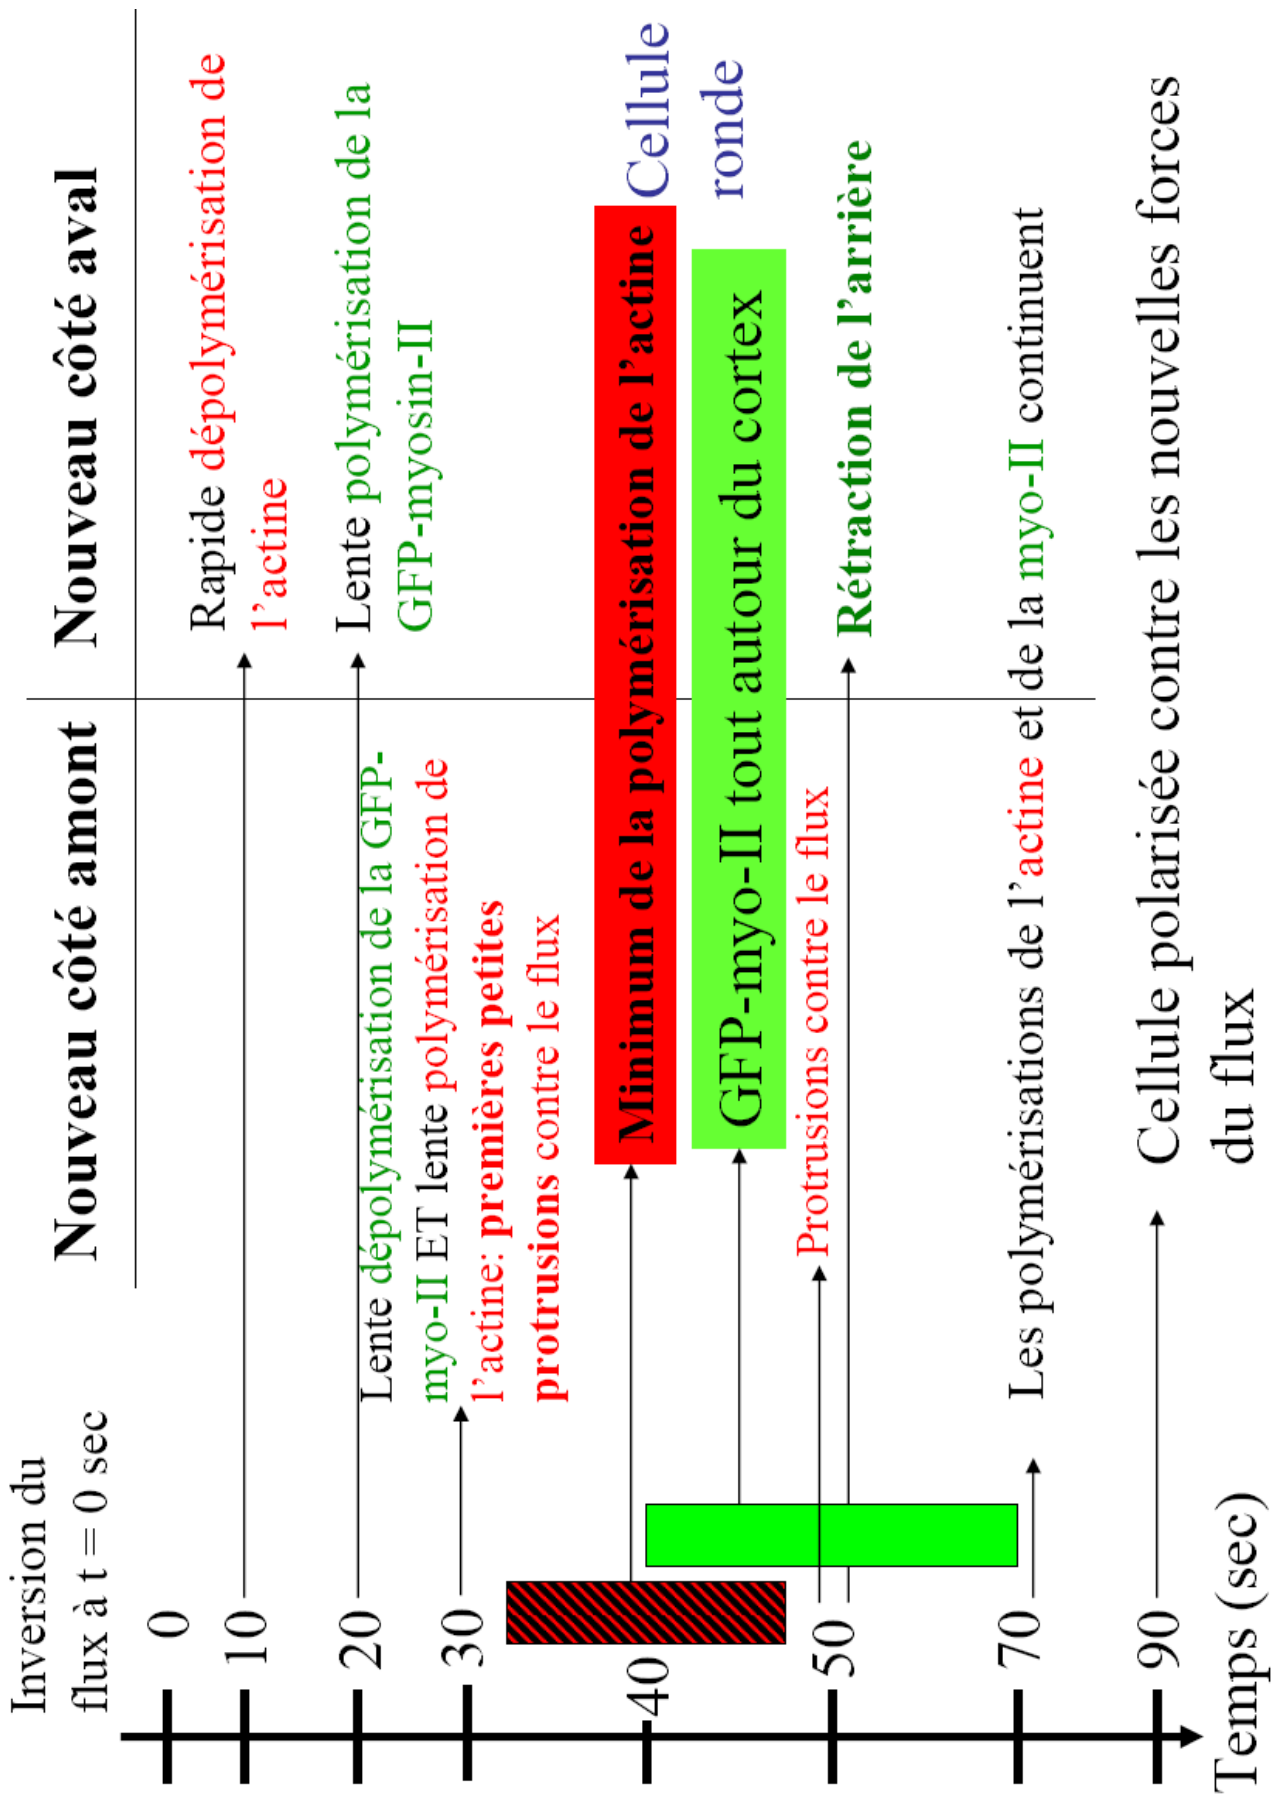 Inversion du
flux à t = 0 sec
Nouveau côté amont
Nouveau côté aval
0
10
Rapide dépolymérisation de
l'actine
20
Lente polymérisation de la
GFP-myosin-II
30
Lente dépolymérisation de la GFP-
myo-II ET lente polymérisation de
l'actine: premières petites
protrusions contre le flux
40
Minimum de la polymérisation de l'actine
GFP-myo-II tout autour du cortex
Cellule
ronde
50
Protrusions contre le flux
Rétraction de l'arrière
70
Les polymérisations de l'actine et de la myo-II continuent
90
Cellule polarisée contre les nouvelles forces
du flux
Temps (sec)